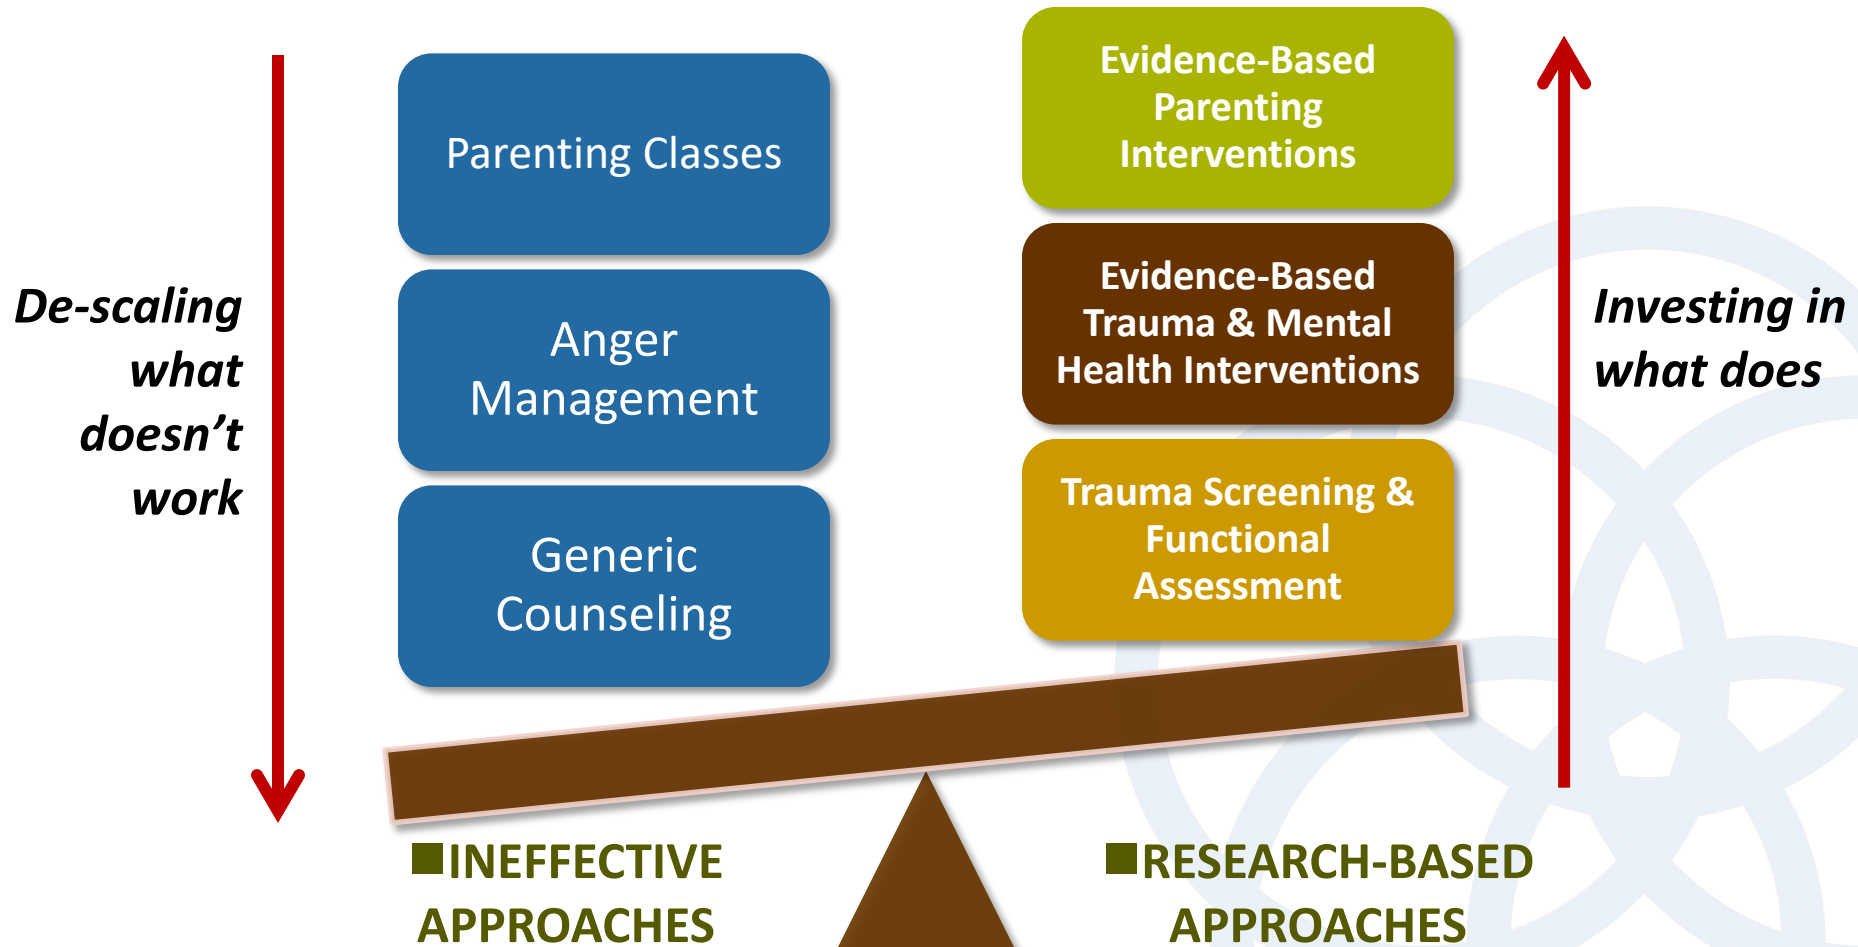 De-scaling
what
doesn’t
work
Parenting Classes
Anger
Management
Generic
Counseling
Evidence-Based
Parenting
Interventions
Evidence-Based
Trauma & Mental
Health Interventions
Trauma Screening &
Functional
Assessment
Investing in
what does
■INEFFECTIVE
APPROACHES
■RESEARCH-BASED
APPROACHES